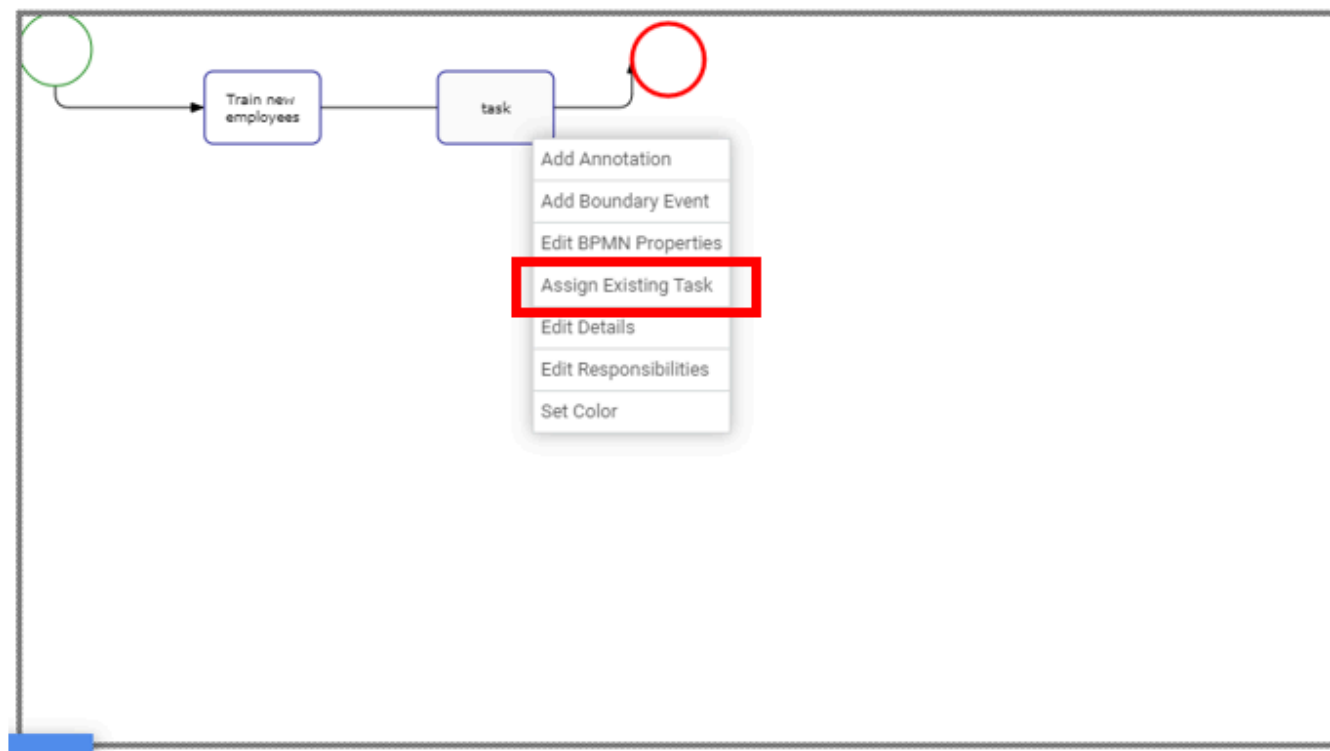 Train new
employees
task
Add Annotation
Add Boundary Event
Edit BPMN Properties
Assign Existing Task
Edit Details
Edit Responsibilities
Set Color